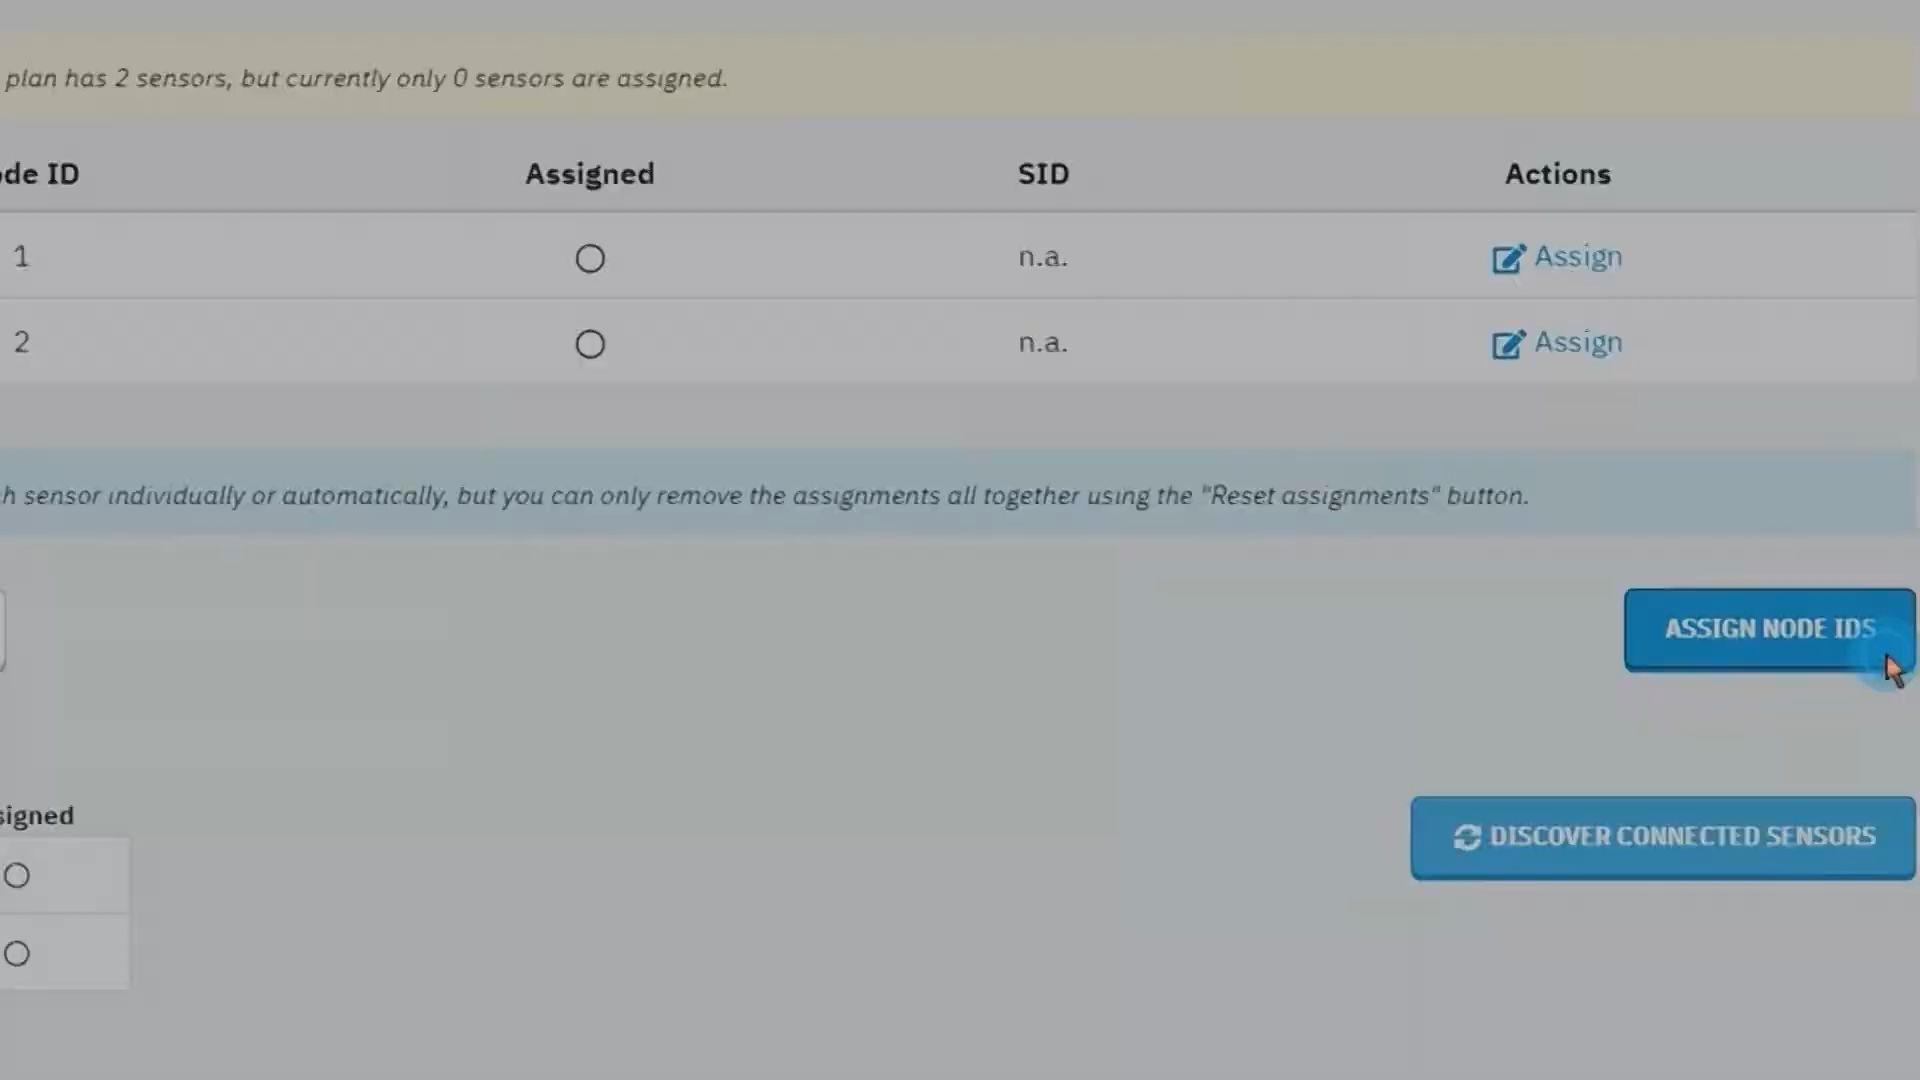 plan has 2 sensors, but currently only 0 sensors are assigned.
de ID Assigned SID Actions
1 n.a. Assign
2 n.a. Assign
h sensor individually or automatically, but you can only remove the assignments all together using the "Reset assignments" button.
ASSIGN NODE IDS
signed
DISCOVER CONNECTED SENSORS